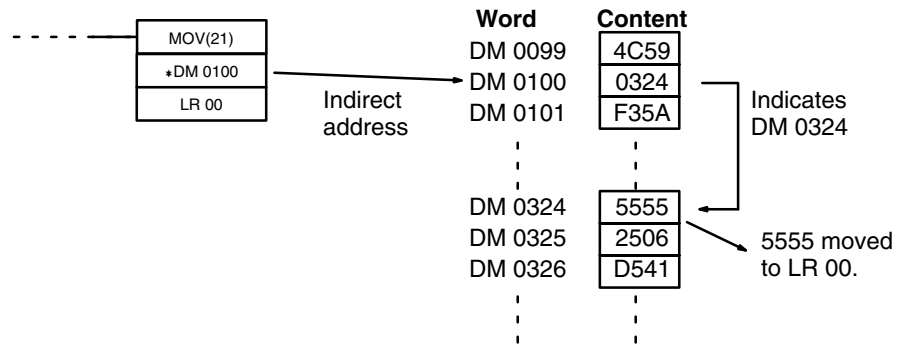 Word Content
MOV(21)
*DM 0100
LR 00
Indirect
address
DM 0099 4C59
DM 0100 0324
DM 0101 F35A
Indicates
DM 0324
DM 0324 5555
DM 0325 2506
DM 0326 D541
5555 moved
to LR 00.